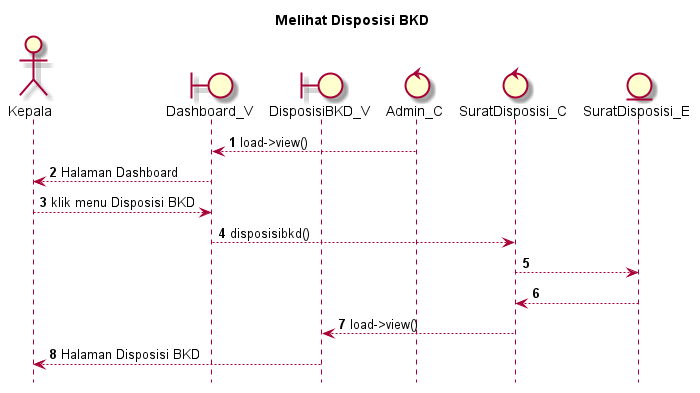 Melihat Disposisi BKD
Kepala Dashboard_V DisposisiBKD_V Admin_C SuratDisposisi_C SuratDisposisi_E
1 load->view()
2 Halaman Dashboard
3 klik menu Disposisi BKD
4 disposisibkd()
5
6
7 load->view()
8 Halaman Disposisi BKD